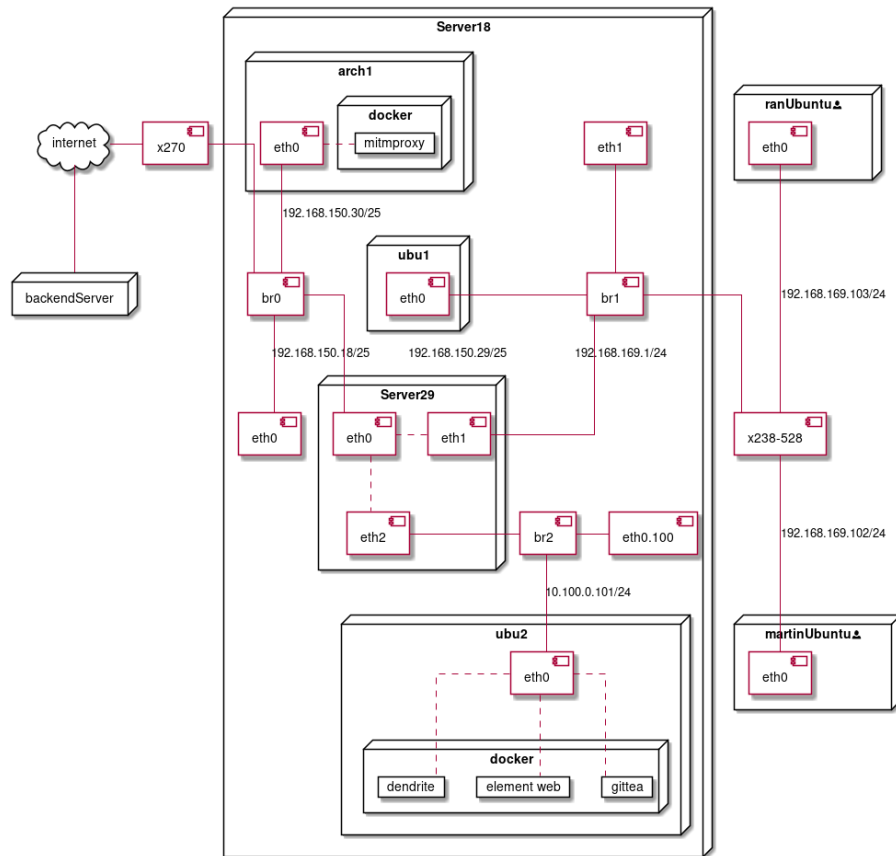 Server18
arch1
docker
ranUbuntu
internet
x270
eth0
mitmproxy
eth1
eth0
192.168.150.30/25
ubu1
backendServer
br0
eth0
br1
192.168.169.103/24
192.168.150.18/25
192.168.150.29/25
192.168.169.1/24
Server29
eth0
eth0
eth1
x238-528
eth2
br2
eth0.100
192.168.169.102/24
10.100.0.101/24
ubu2
martinUbuntu
eth0
eth0
docker
dendrite
element web
gittea